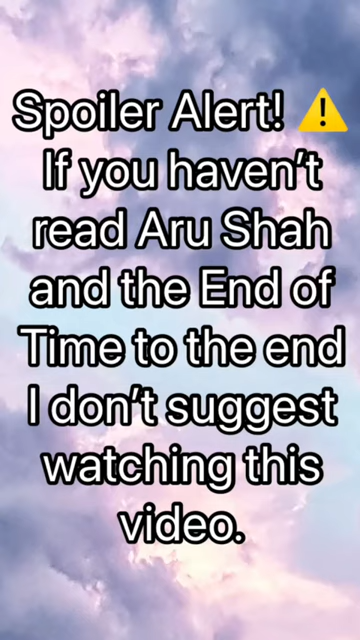 Spoiler Alert! ⚠️
If you haven’t
read Aru Shah
and the End of
Time to the end
I don’t suggest
watching this
video.